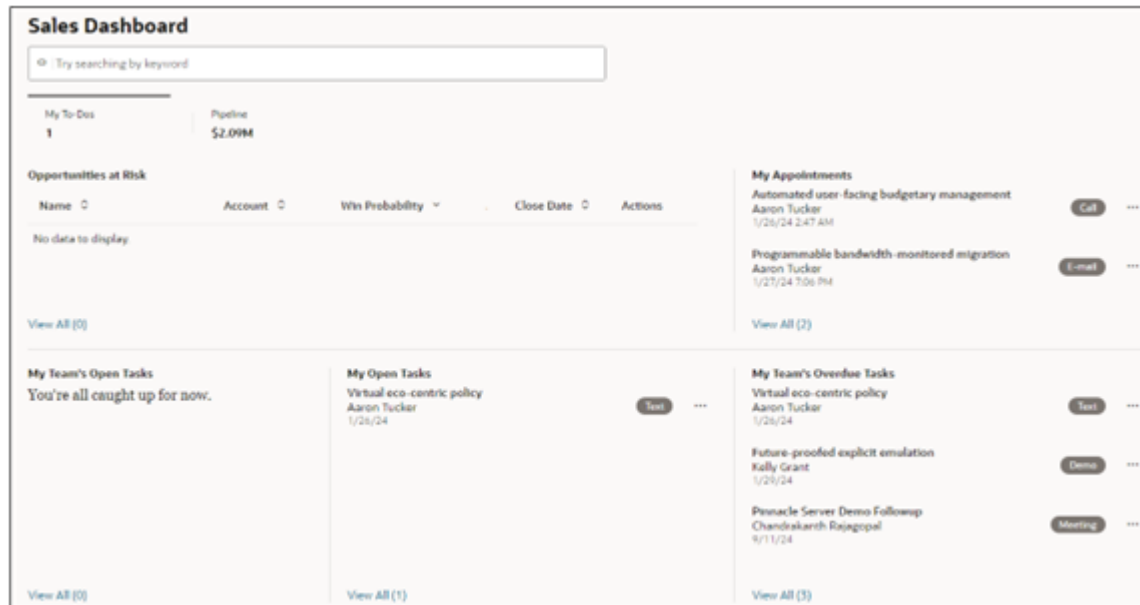 Sales Dashboard
Try searching by keyword
My To-Dos
1
Pipeline
$2.09M
Opportunities at Risk
Name
Account
Win Probability
Close Date
Actions
No data to display.
View All (0)
My Appointments
Automated user-facing budgetary management
Aaron Tucker
1/26/24 2:47 AM
Call
Programmable bandwidth-monitored migration
Aaron Tucker
1/27/24 7:06 PM
E-mail
View All (2)
My Team's Open Tasks
You're all caught up for now.
View All (0)
My Open Tasks
Virtual eco-centric policy
Aaron Tucker
1/26/24
Text
View All (1)
My Team's Overdue Tasks
Virtual eco-centric policy
Aaron Tucker
1/26/24
Text
Future-proofed explicit emulation
Kelly Grant
1/29/24
Demo
Pinnacle Server Demo Followup
Chandrakanth Rajagopal
9/11/24
Meeting
View All (3)